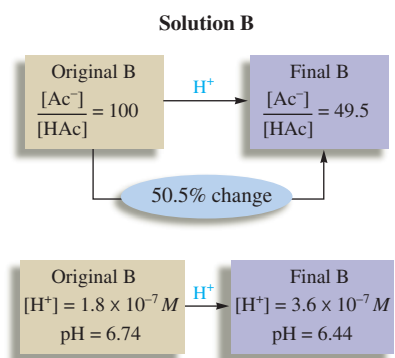 Solution B
Original B
[Ac⁻]/[HAc] = 100
H⁺
Final B
[Ac⁻]/[HAc] = 49.5
50.5% change
Original B
[H⁺] = 1.8 × 10⁻⁷ M
pH = 6.74
H⁺
Final B
[H⁺] = 3.6 × 10⁻⁷ M
pH = 6.44